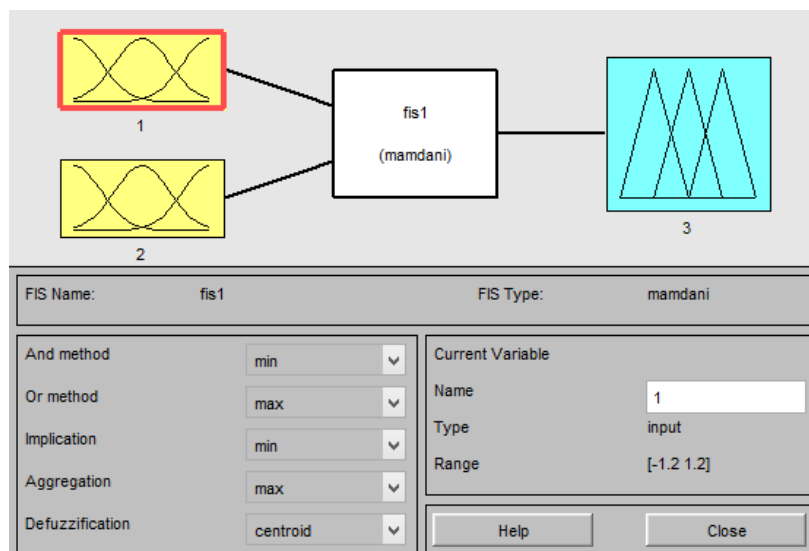 1
fis1
(mamdani)
2
3
FIS Name: fis1 FIS Type: mamdani
And method min
Or method max
Implication min
Aggregation max
Defuzzification centroid
Current Variable
Name 1
Type input
Range [-1.2 1.2]
Help Close